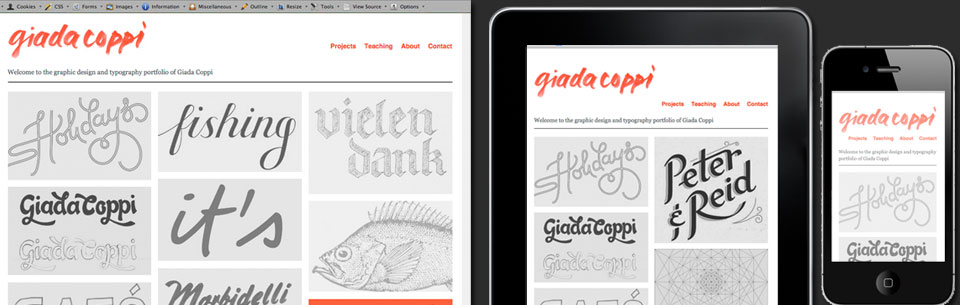 Cookies CSS Forms Images Information Miscellaneous Outline Resize Tools View Source Options
giada coppi
Projects Teaching About Contact
Welcome to the graphic design and typography portfolio of Giada Coppi
Holidays
fishing
vielen
dank
Giada Coppi
Giada Coppi
it's
Marbidelli
giada coppi
Projects Teaching About Contact
Welcome to the graphic design and typography portfolio of Giada Coppi
Holidays
Peter
& Reid
Giada Coppi
Giada Coppi
giada coppi
Projects Teaching About Contact
Welcome to the graphic design and typography
portfolio of Giada Coppi
Holidays
Giada Coppi